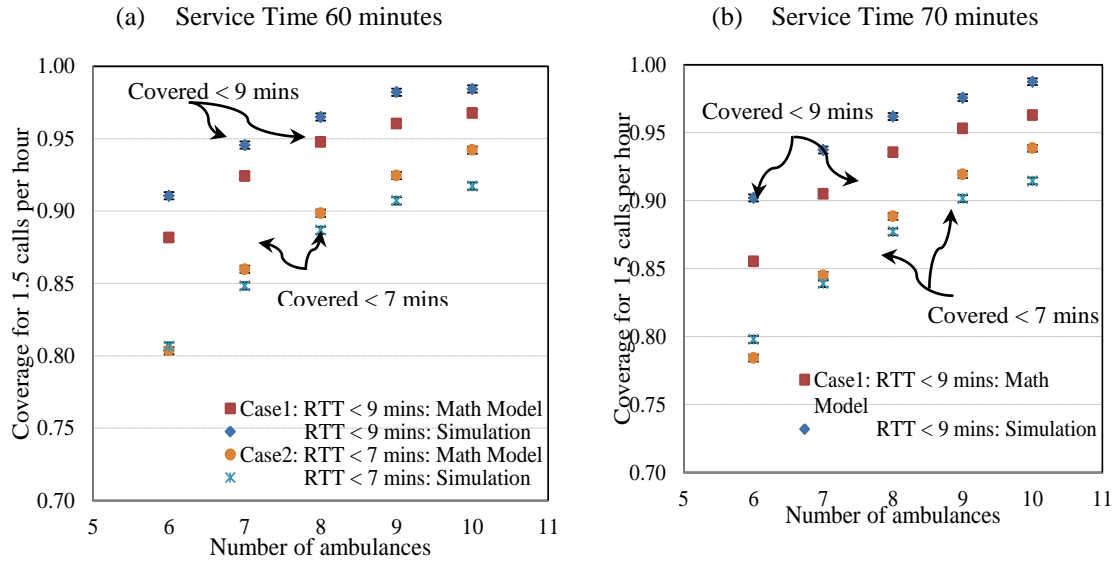 (a) Service Time 60 minutes
Coverage for 1.5 calls per hour
1.00
0.95
0.90
0.85
0.80
0.75
0.70
Covered < 9 mins
Covered < 7 mins
Case1: RTT < 9 mins: Math Model
RTT < 9 mins: Simulation
Case2: RTT < 7 mins: Math Model
RTT < 7 mins: Simulation
5 6 7 8 9 10 11
Number of ambulances
(b) Service Time 70 minutes
Coverage for 1.5 calls per hour
1.00
0.95
0.90
0.85
0.80
0.75
0.70
Covered < 9 mins
Covered < 7 mins
Case1: RTT < 9 mins: Math
Model
RTT < 9 mins: Simulation
5 6 7 8 9 10 11
Number of ambulances